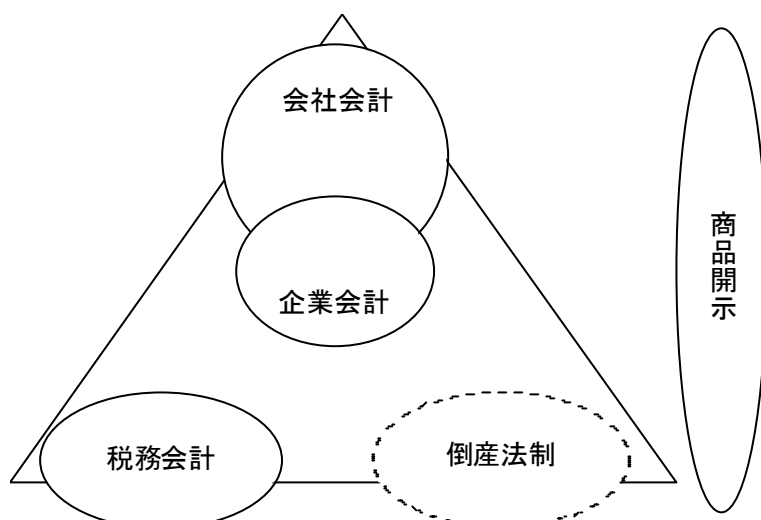 会社会計
企業会計
税務会計
倒産法制
商品開示